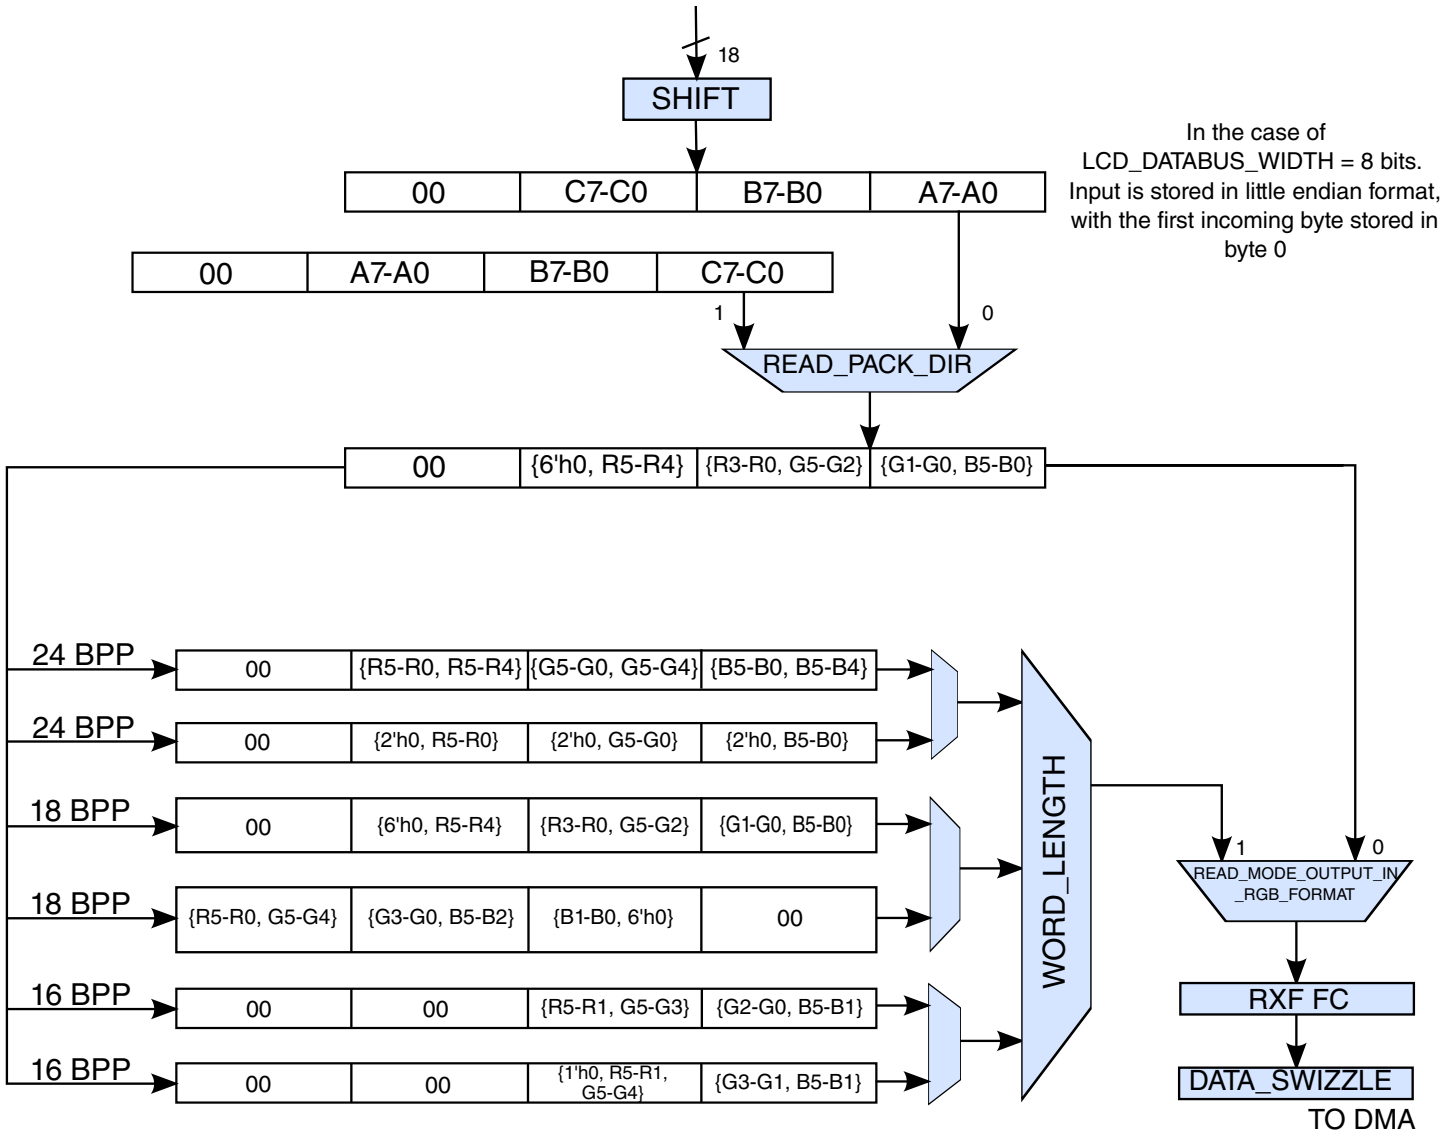 18
SHIFT
In the case of
LCD_DATABUS_WIDTH = 8 bits.
Input is stored in little endian format,
with the first incoming byte stored in
byte 0
00 C7-C0 B7-B0 A7-A0
00 A7-A0 B7-B0 C7-C0
1 0
READ_PACK_DIR
00 {6'h0, R5-R4} {R3-R0, G5-G2} {G1-G0, B5-B0}
24 BPP 00 {R5-R0, R5-R4} {G5-G0, G5-G4} {B5-B0, B5-B4}
24 BPP 00 {2'h0, R5-R0} {2'h0, G5-G0} {2'h0, B5-B0}
18 BPP 00 {6'h0, R5-R4} {R3-R0, G5-G2} {G1-G0, B5-B0}
18 BPP {R5-R0, G5-G4} {G3-G0, B5-B2} {B1-B0, 6'h0} 00
16 BPP 00 00 {R5-R1, G5-G3} {G2-G0, B5-B1}
16 BPP 00 00 {1'h0, R5-R1,
G5-G4} {G3-G1, B5-B1}
WORD_LENGTH
1 0
READ_MODE_OUTPUT_IN
_RGB_FORMAT
RXF FC
DATA_SWIZZLE
TO DMA